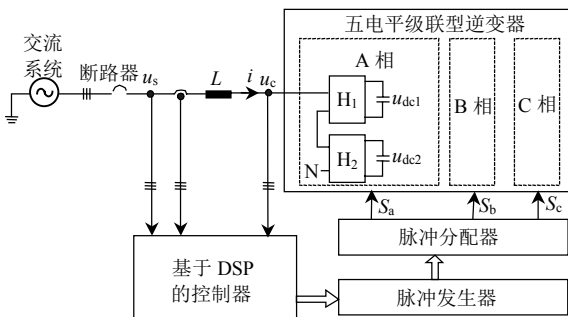 五电平级联型逆变器
交流
系统
断路器
u_s
L
i
u_c
A 相
H_1
u_dc1
H_2
u_dc2
N
B 相
C 相
S_a
S_b
S_c
脉冲分配器
基于 DSP
的控制器
脉冲发生器